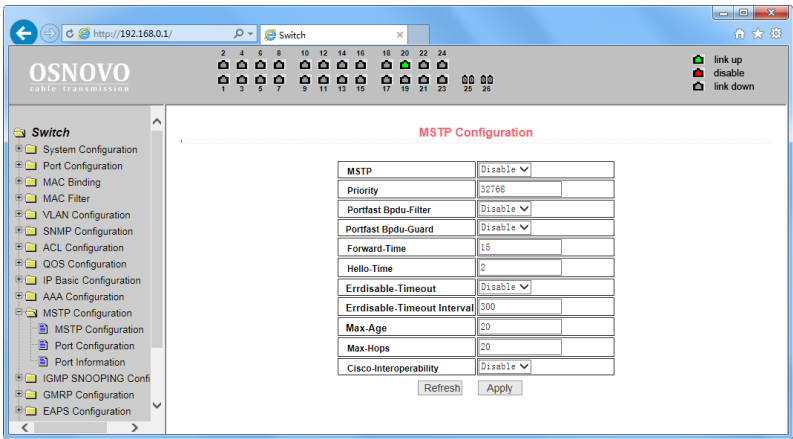 http://192.168.0.1/
Switch
OSNOVO
cable transmission
2 4 6 8 10 12 14 16 18 20 22 24
1 3 5 7 9 11 13 15 17 19 21 23 25 26
link up
disable
link down
Switch
System Configuration
Port Configuration
MAC Binding
MAC Filter
VLAN Configuration
SNMP Configuration
ACL Configuration
QOS Configuration
IP Basic Configuration
AAA Configuration
MSTP Configuration
MSTP Configuration
Port Configuration
Port Information
IGMP SNOOPING Confi
GMRP Configuration
EAPS Configuration
MSTP Configuration
MSTP Disable
Priority 32768
Portfast Bpdu-Filter Disable
Portfast Bpdu-Guard Disable
Forward-Time 15
Hello-Time 2
Errdisable-Timeout Disable
Errdisable-Timeout Interval 300
Max-Age 20
Max-Hops 20
Cisco-Interoperability Disable
Refresh Apply